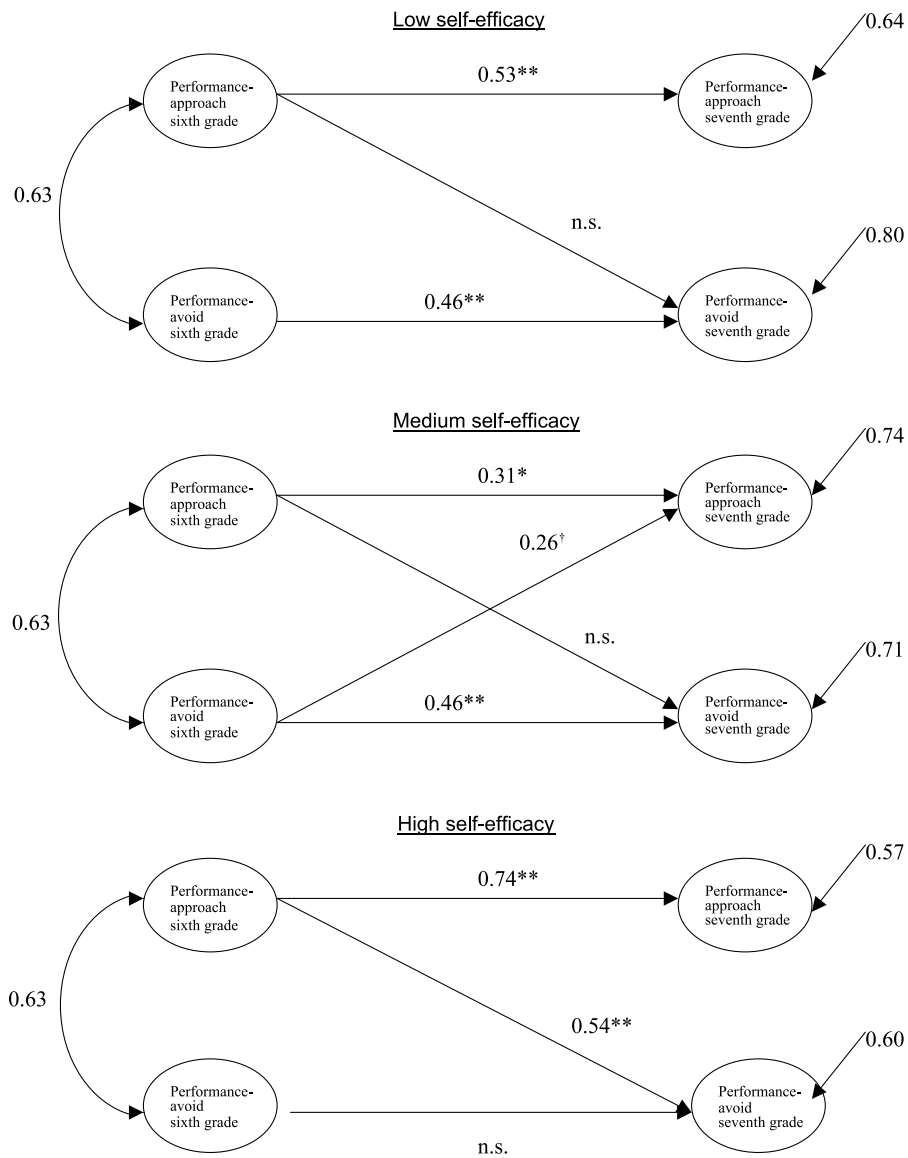 Low self-efficacy
0.64
Performance-
approach
sixth grade
0.53**
Performance-
approach
seventh grade
0.63
n.s.
0.80
Performance-
avoid
sixth grade
0.46**
Performance-
avoid
seventh grade
Medium self-efficacy
0.74
Performance-
approach
sixth grade
0.31*
Performance-
approach
seventh grade
0.26†
0.63
n.s.
0.71
Performance-
avoid
sixth grade
0.46**
Performance-
avoid
seventh grade
High self-efficacy
0.57
Performance-
approach
sixth grade
0.74**
Performance-
approach
seventh grade
0.63
0.54**
0.60
Performance-
avoid
sixth grade
n.s.
Performance-
avoid
seventh grade